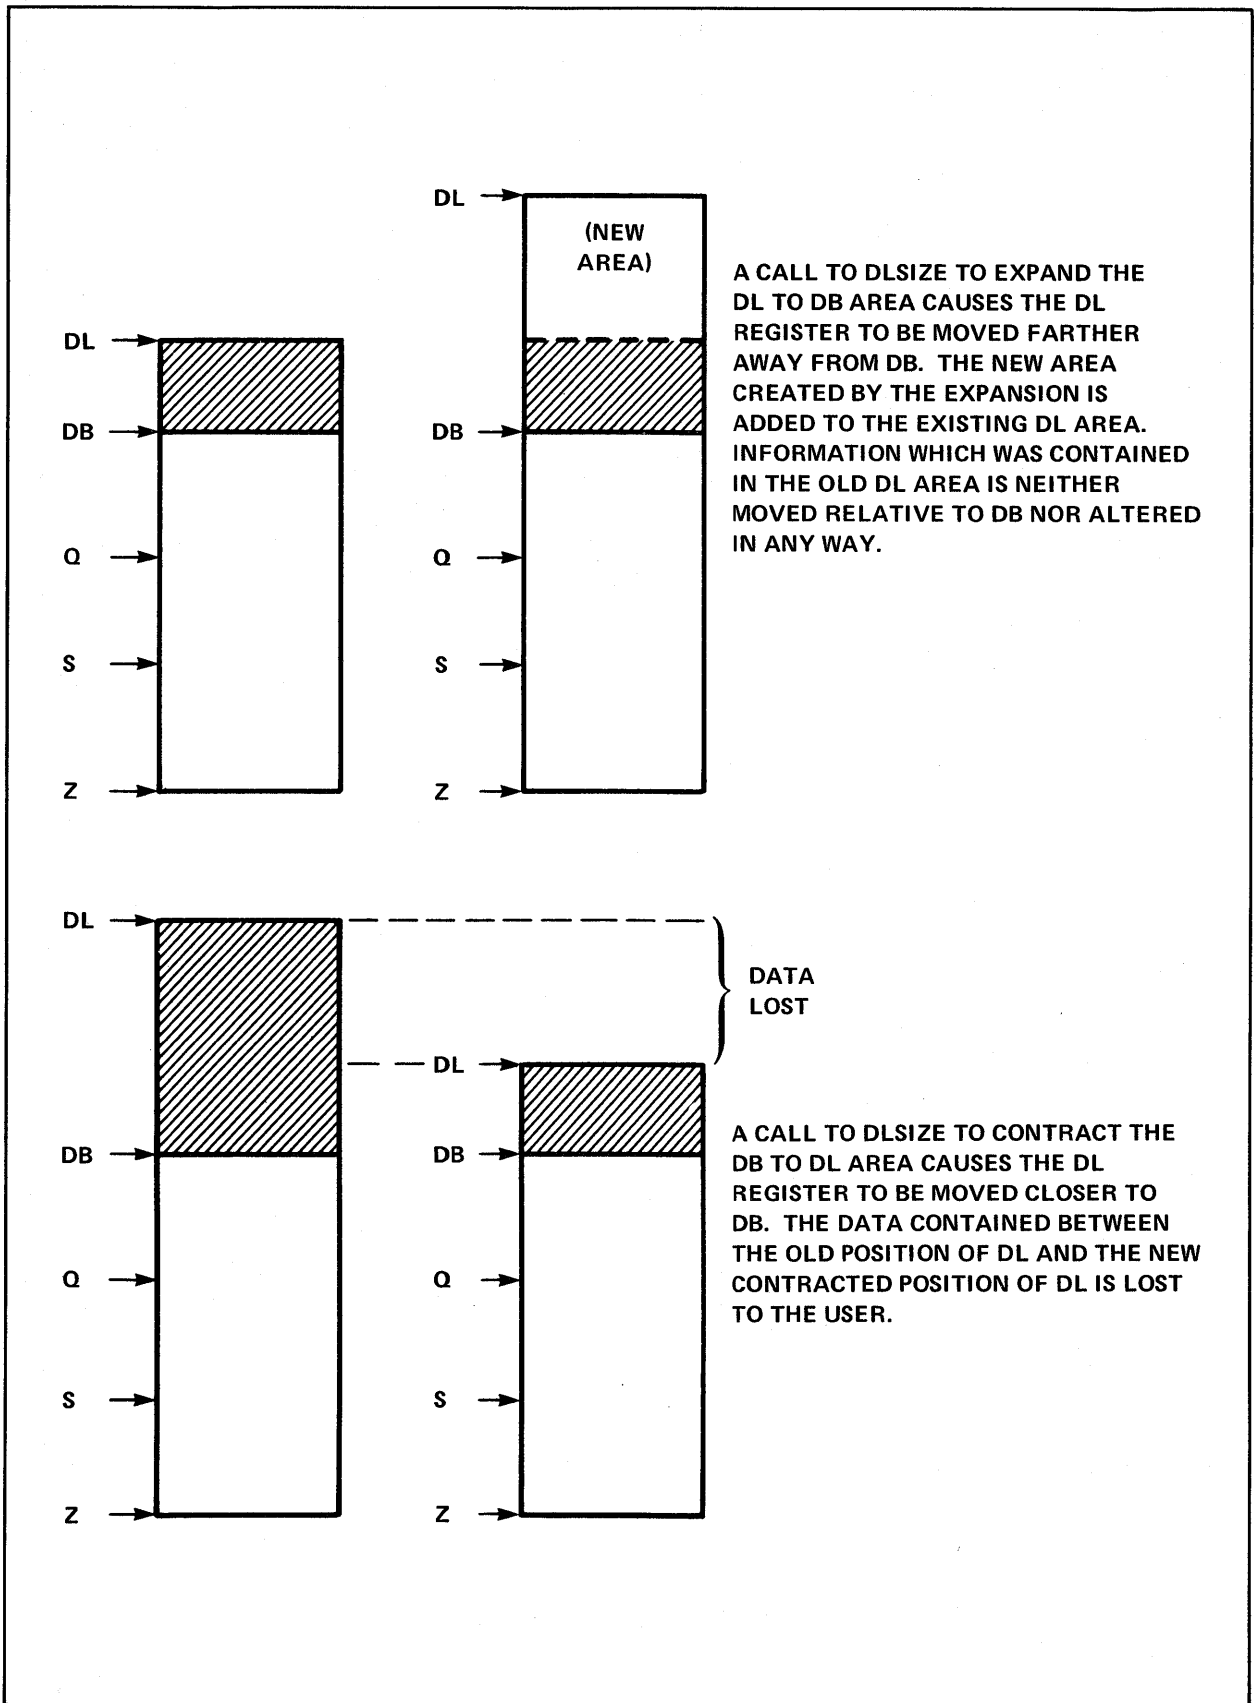 DL
(NEW
AREA)
DL
DB
DB
Q
Q
S
S
Z
Z
A CALL TO DLSIZE TO EXPAND THE
DL TO DB AREA CAUSES THE DL
REGISTER TO BE MOVED FARTHER
AWAY FROM DB. THE NEW AREA
CREATED BY THE EXPANSION IS
ADDED TO THE EXISTING DL AREA.
INFORMATION WHICH WAS CONTAINED
IN THE OLD DL AREA IS NEITHER
MOVED RELATIVE TO DB NOR ALTERED
IN ANY WAY.
DL
DATA
LOST
DL
DB
DB
Q
Q
S
S
Z
Z
A CALL TO DLSIZE TO CONTRACT THE
DB TO DL AREA CAUSES THE DL
REGISTER TO BE MOVED CLOSER TO
DB. THE DATA CONTAINED BETWEEN
THE OLD POSITION OF DL AND THE NEW
CONTRACTED POSITION OF DL IS LOST
TO THE USER.